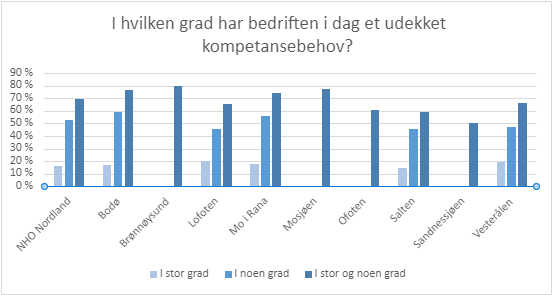 I hvilken grad har bedriften i dag et udekket
kompetansebehov?
90 %
80 %
70 %
60 %
50 %
40 %
30 %
20 %
10 %
0 %
NHO Nordland
Bodø
Brønnøysund
Lofoten
Mo i Rana
Mosjøen
Ofoten
Salten
Sandnessjøen
Vesterålen
I stor grad
I noen grad
I stor og noen grad